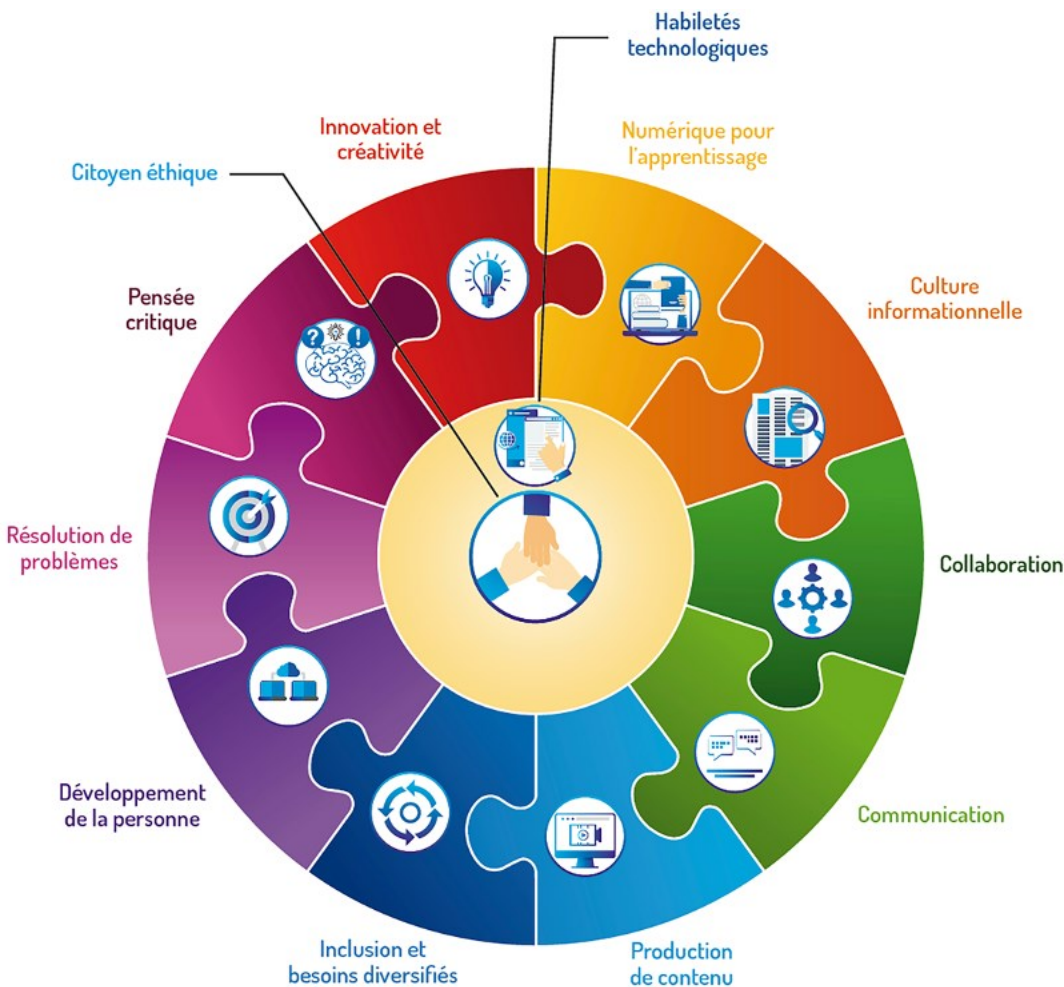 Habiletés
technologiques
Innovation et
créativité
Numérique pour
l'apprentissage
Citoyen éthique
Pensée
critique
Culture
informationnelle
Résolution de
problèmes
Collaboration
Développement
de la personne
Communication
Inclusion et
besoins diversifiés
Production
de contenu
? !